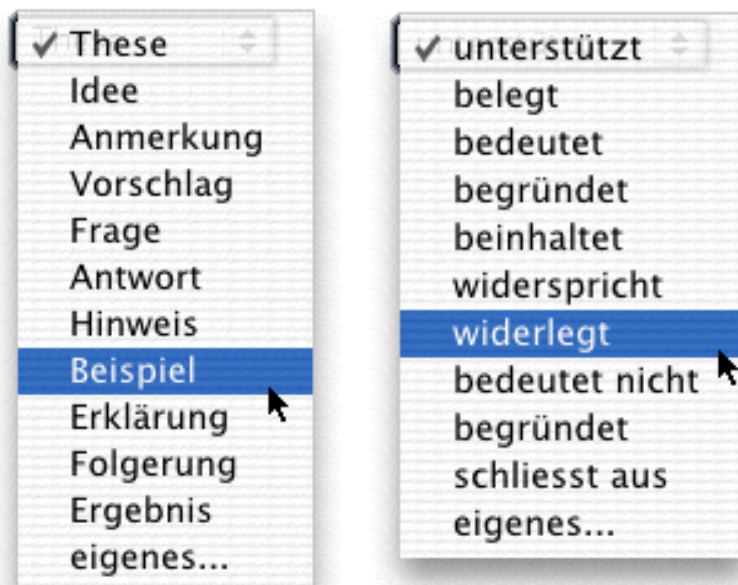 These
Idee
Anmerkung
Vorschlag
Frage
Antwort
Hinweis
Beispiel
Erklärung
Folgerung
Ergebnis
eigenes...
unterstützt
belegt
bedeutet
begründet
beinhaltet
widerspricht
widerlegt
bedeutet nicht
begründet
schliesst aus
eigenes...